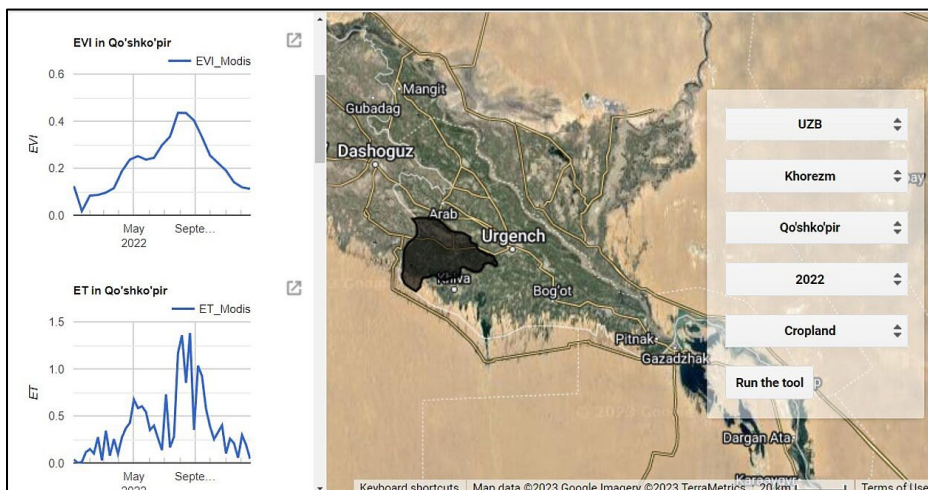 EVI in Qo'shko'pir
EVI_Modis
0.6
0.4
0.2
0.0
EVI
May
2022
Septe...
ET in Qo'shko'pir
ET_Modis
1.5
1.0
0.5
0.0
ET
May
2022
Septe...
Mangit
Gubadag
Dashoguz
Arab
Urgench
Khiva
Bog'ot
Pitnak
Gazadzhak
Dargan Ata
UZB
Khorezm
Qo'shko'pir
2022
Cropland
Run the tool
Keyboard shortcuts
Map data ©2023 Google Imagery ©2023 TerraMetrics
20 km
Terms of Use